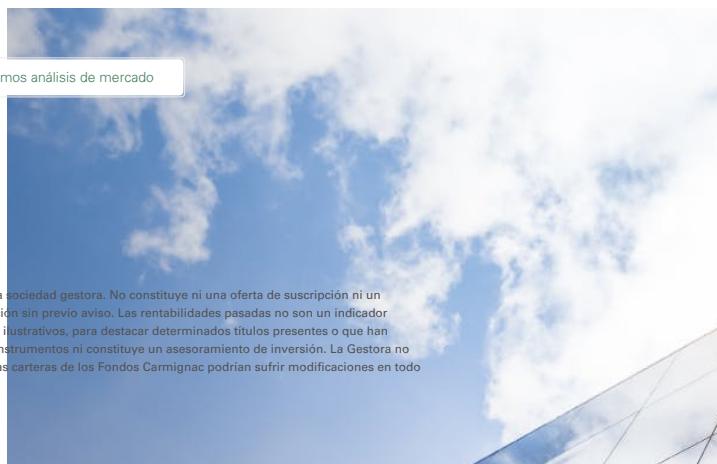 mos análisis de mercado
a sociedad gestora. No constituye ni una oferta de suscripción ni un
ión sin previo aviso. Las rentabilidades pasadas no son un indicador
ilustrativos, para destacar determinados títulos presentes o que han
nstrumentos ni constituye un asesoramiento de inversión. La Gestora no
as carteras de los Fondos Carmignac podrían sufrir modificaciones en todo